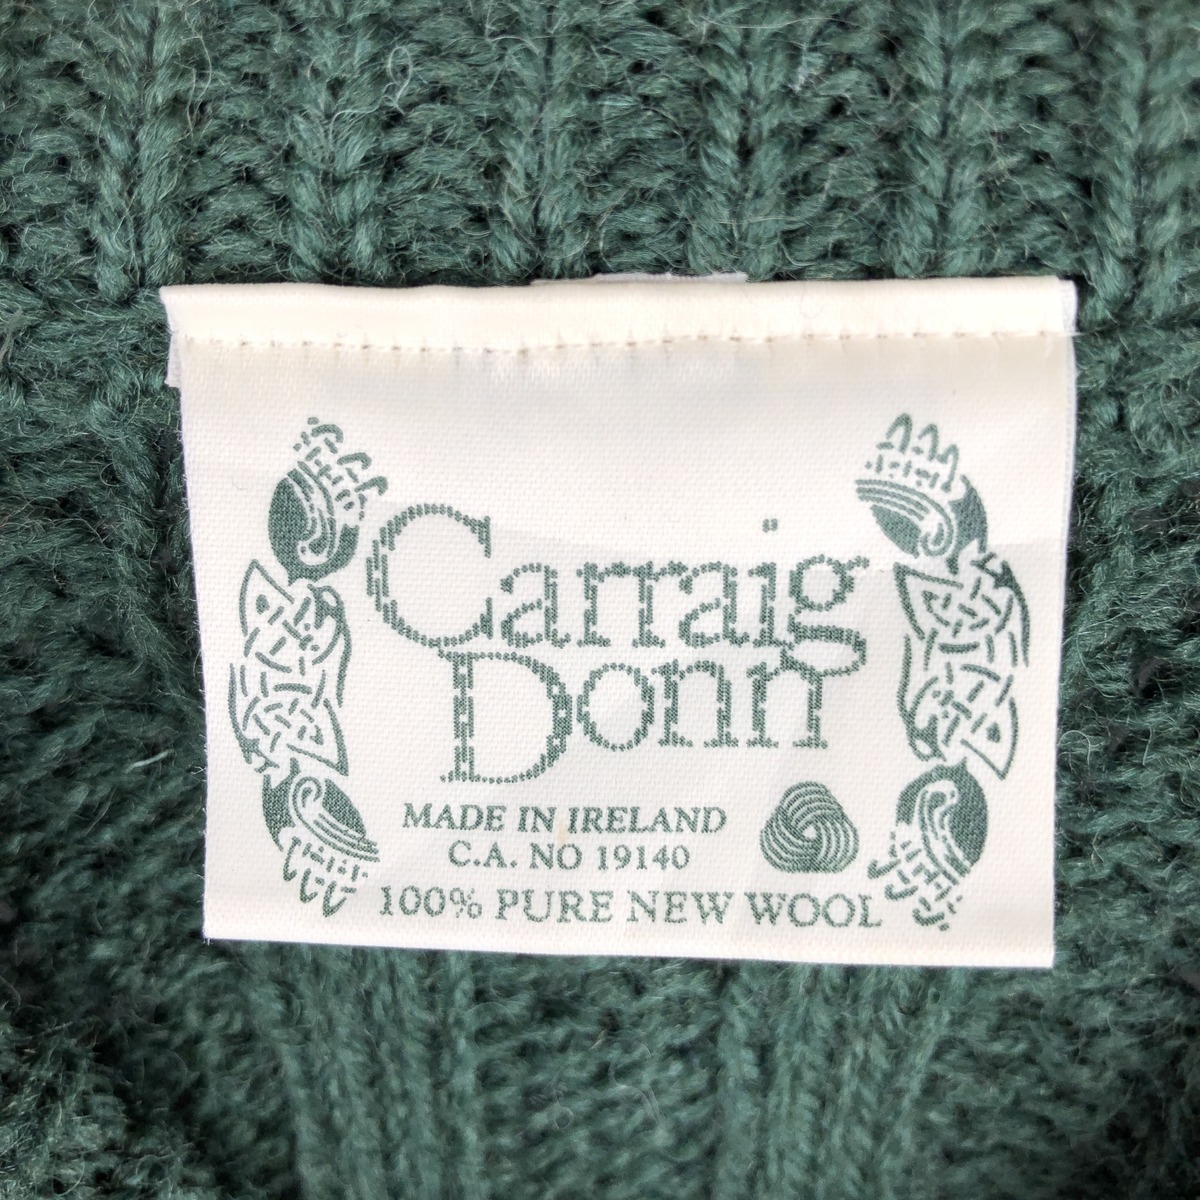 Carraig
Donn
MADE IN IRELAND
C.A. NO 19140
100% PURE NEW WOOL